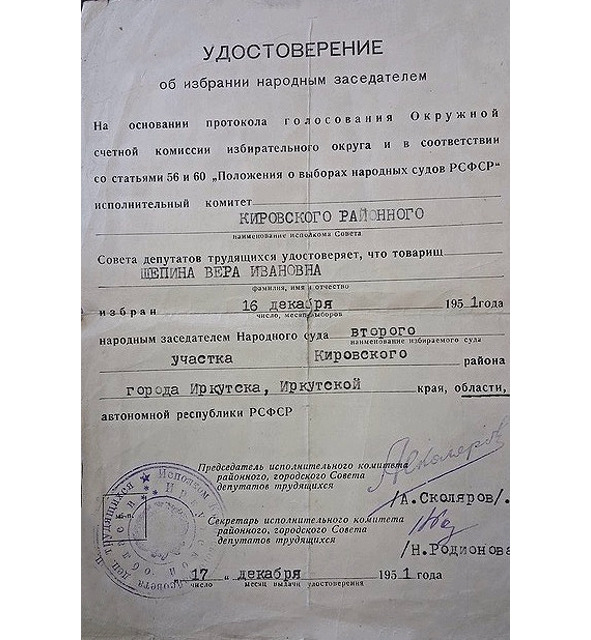 УДОСТОВЕРЕНИЕ
об избрании народным заседателем
На основании протокола голосования Окружной
счетной комиссии избирательного округа и в соответствии
со статьями 56 и 60 „Положения о выборах народных судов РСФСР"
исполнительный комитет
КИРОВСКОГО РАЙОННОГО
наименование исполкома Совета
Совета депутатов трудящихся удостоверяет, что товарищ
ЩЕПИНА ВЕРА ИВАНОВНА
фамилия, имя и отчество
избран 16 декабря 1951 года
число, месяц выборов
народным заседателем Народного суда второго
наименование избираемого суда
участка Кировского района
города Иркутска, Иркутской края, области,
автономной республики РСФСР
Председатель исполнительного комитета
районного, городского Совета
депутатов трудящихся
/А.Скляров/.
Секретарь исполнительного комитета
районного, городского Совета
депутатов трудящихся
/Н.Родионова
17 „ декабря 1951 года
число месяц выдачи удостоверения